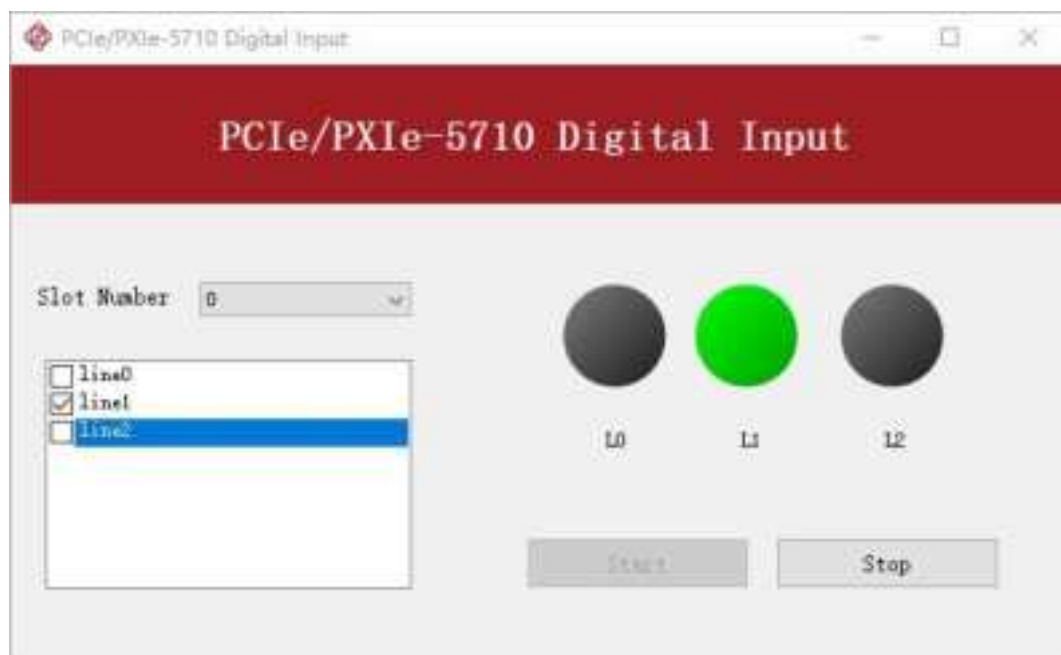 PCIe/PXIe-5710 Digital Input
PCIe/PXIe-5710 Digital Input
Slot Number 0
line0
line1
line2
L0 L1 L2
Start Stop